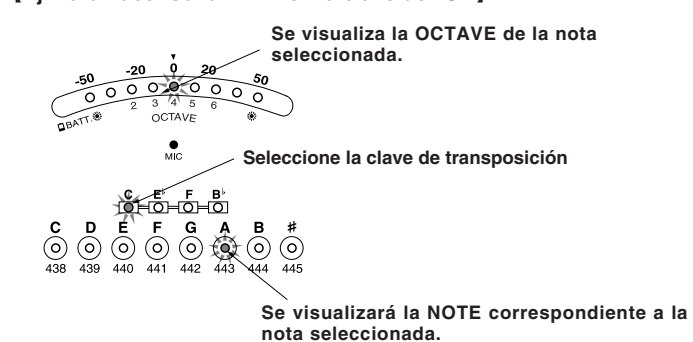 Se visualiza la OCTAVE de la nota
seleccionada.
-50 -20 0 20 50
2 3 4 5 6
BATT. OCTAVE
MIC
Seleccione la clave de transposición
C E♭ F B♭
C D E F G A B #
438 439 440 441 442 443 444 445
Se visualizará la NOTE correspondiente a la
nota seleccionada.